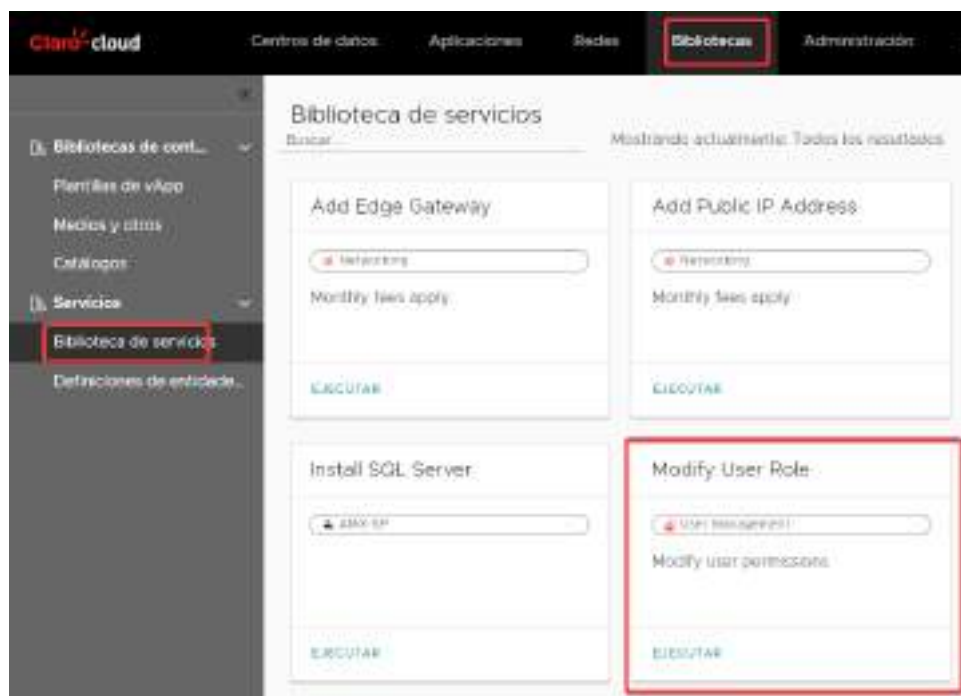 Claro cloud
Centros de datos Aplicaciones Redes Bibliotecas Administración
Biblioteca de servicios
Buscar...
Mostrando actualmente: Todos los resultados
Bibliotecas de cont...
Plantillas de vApp
Medios y otros
Catálogos
Servicios
Biblioteca de servicios
Definiciones de entidade...
Add Edge Gateway
Networking
Monthly fees apply
EJECUTAR
Add Public IP Address
Networking
Monthly fees apply
EJECUTAR
Install SQL Server
EJECUTAR
Modify User Role
User Management
Modify user permissions
EJECUTAR